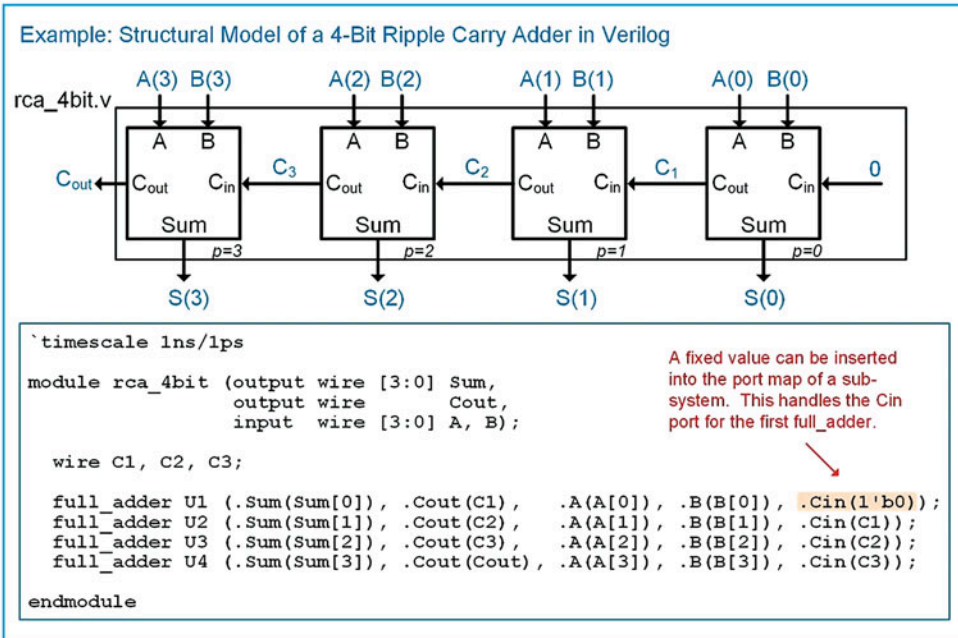 Example: Structural Model of a 4-Bit Ripple Carry Adder in Verilog
A(3) B(3) A(2) B(2) A(1) B(1) A(0) B(0)
rca_4bit.v
A B A B A B A B
Cout Cout Cin C3 Cout Cin C2 Cout Cin C1 Cout Cin 0
Sum Sum Sum Sum
p=3 p=2 p=1 p=0
S(3) S(2) S(1) S(0)
`timescale 1ns/1ps
A fixed value can be inserted
into the port map of a sub-
system. This handles the Cin
port for the first full_adder.
module rca_4bit (output wire [3:0] Sum,
output wire Cout,
input wire [3:0] A, B);
wire C1, C2, C3;
full_adder U1 (.Sum(Sum[0]), .Cout(C1), .A(A[0]), .B(B[0]), .Cin(1'b0));
full_adder U2 (.Sum(Sum[1]), .Cout(C2), .A(A[1]), .B(B[1]), .Cin(C1));
full_adder U3 (.Sum(Sum[2]), .Cout(C3), .A(A[2]), .B(B[2]), .Cin(C2));
full_adder U4 (.Sum(Sum[3]), .Cout(Cout), .A(A[3]), .B(B[3]), .Cin(C3));
endmodule